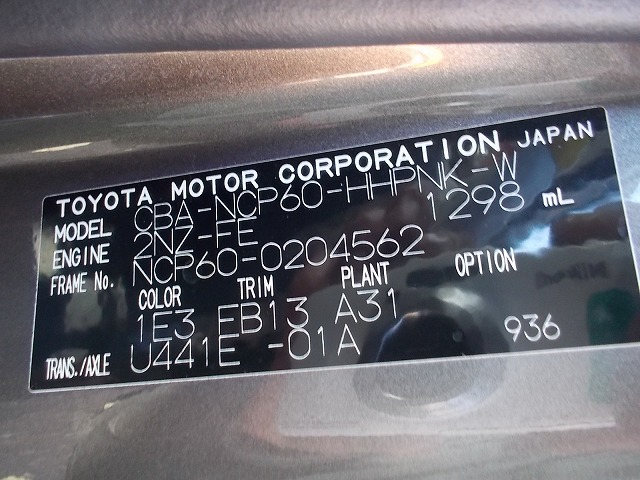 TOYOTA MOTOR CORPORATION JAPAN
MODEL CBA-NCP60-HHPNK-W
ENGINE 2NZ-FE 1298 mL
FRAME No. NCP60-0204562
COLOR TRIM PLANT OPTION
1E3 FB13 A31
TRANS./AXLE U441E -01A 936